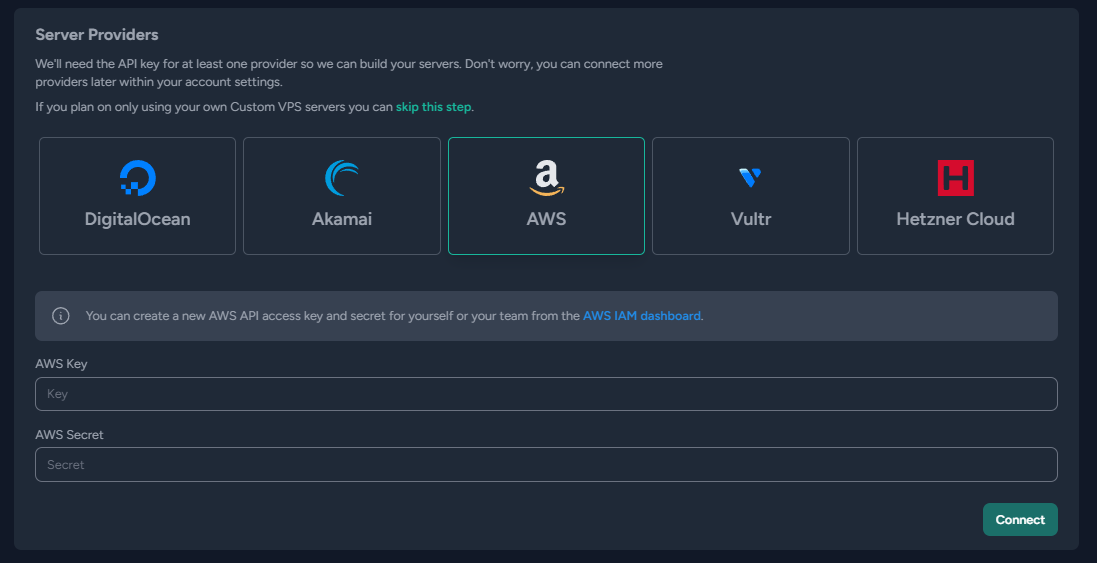 Server Providers
We'll need the API key for at least one provider so we can build your servers. Don't worry, you can connect more
providers later within your account settings.
If you plan on only using your own Custom VPS servers you can skip this step.
DigitalOcean
Akamai
AWS
Vultr
Hetzner Cloud
You can create a new AWS API access key and secret for yourself or your team from the AWS IAM dashboard.
AWS Key
Key
AWS Secret
Secret
Connect